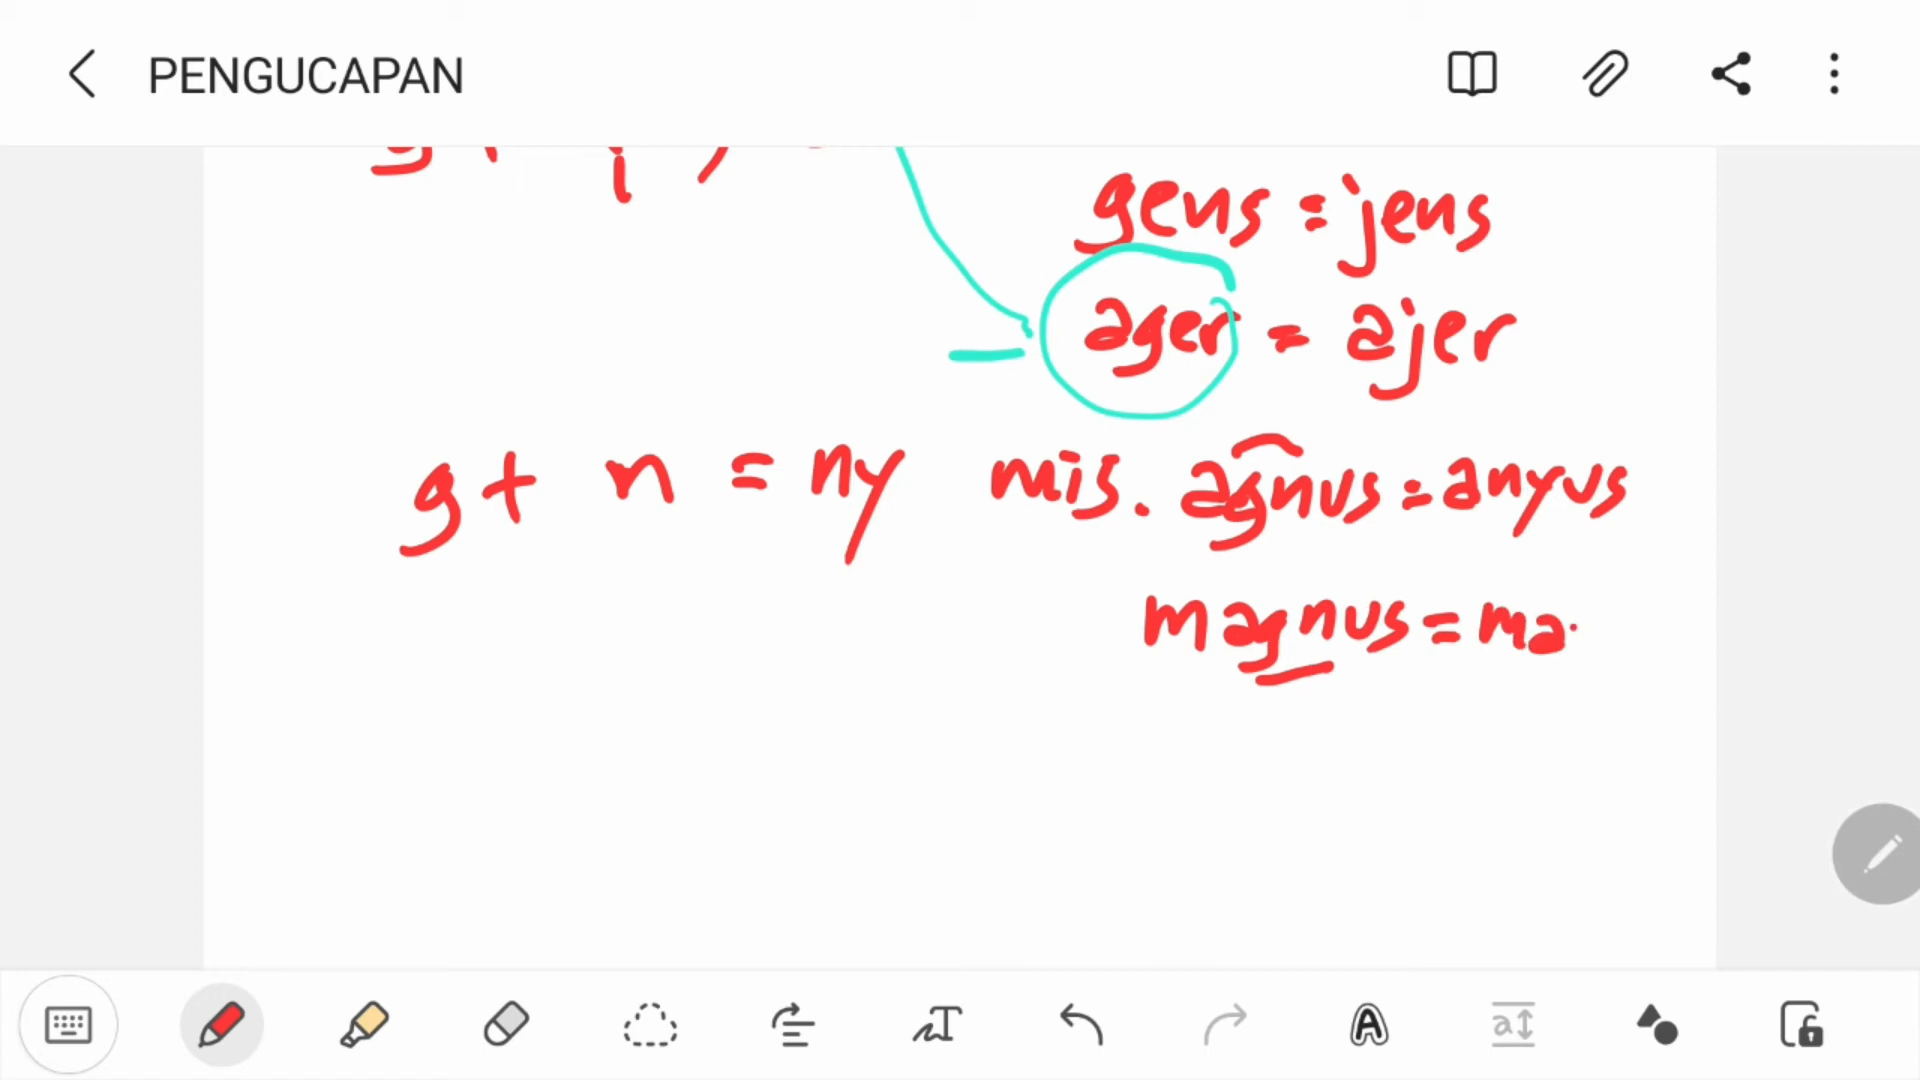 PENGUCAPAN
gens = jens
ager = ajer
g + n = ny mis. agnus = anyus
magnus = ma